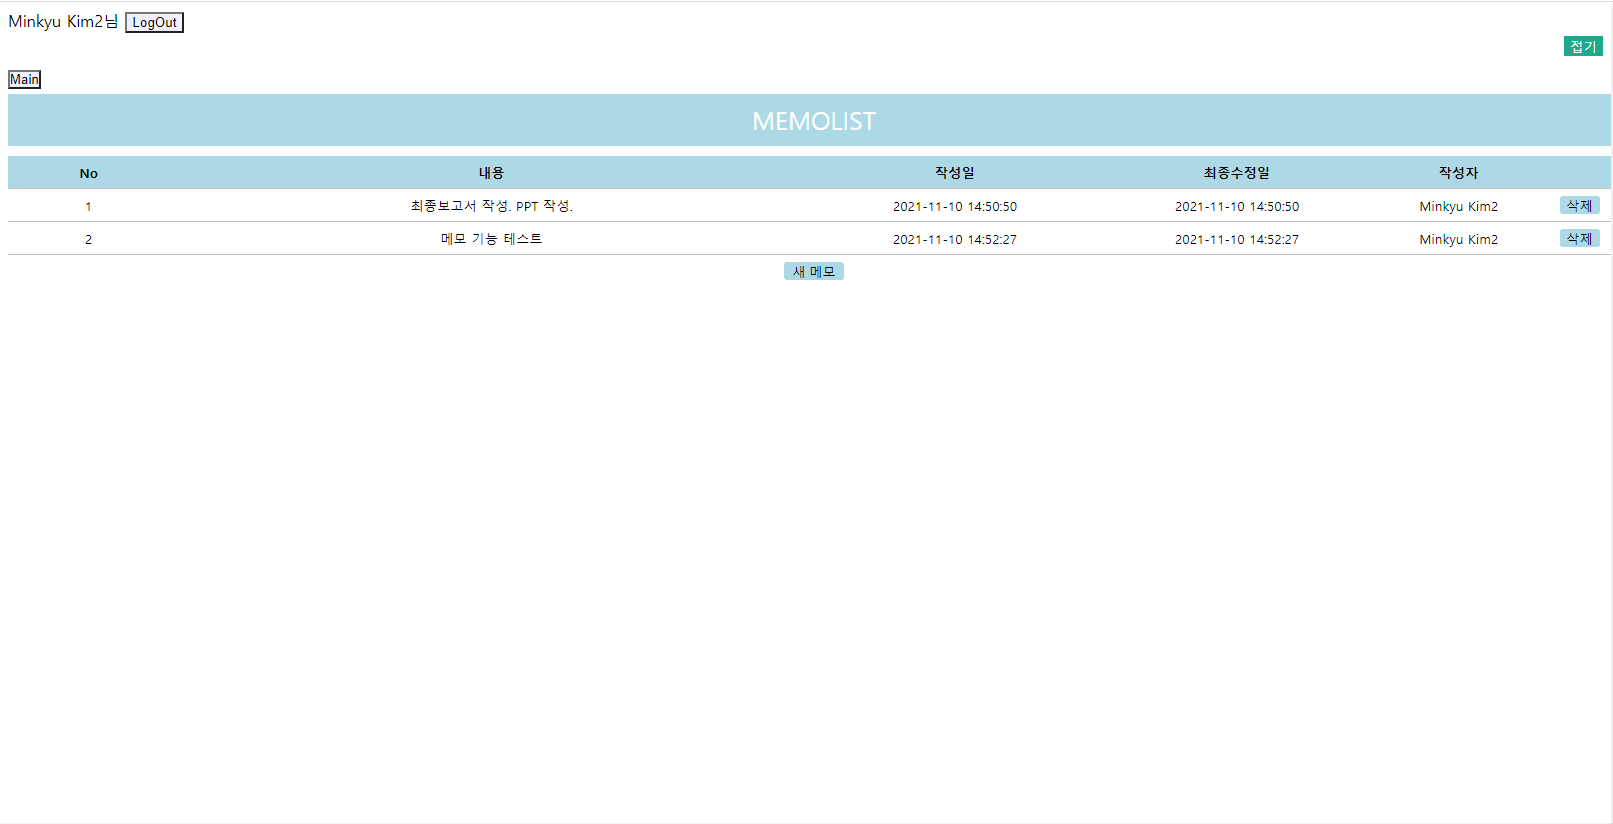 Minkyu Kim2님 LogOut
접기
Main
MEMOLIST
No 내용 작성일 최종수정일 작성자
1 최종보고서 작성. PPT 작성. 2021-11-10 14:50:50 2021-11-10 14:50:50 Minkyu Kim2 삭제
2 메모 기능 테스트 2021-11-10 14:52:27 2021-11-10 14:52:27 Minkyu Kim2 삭제
새 메모